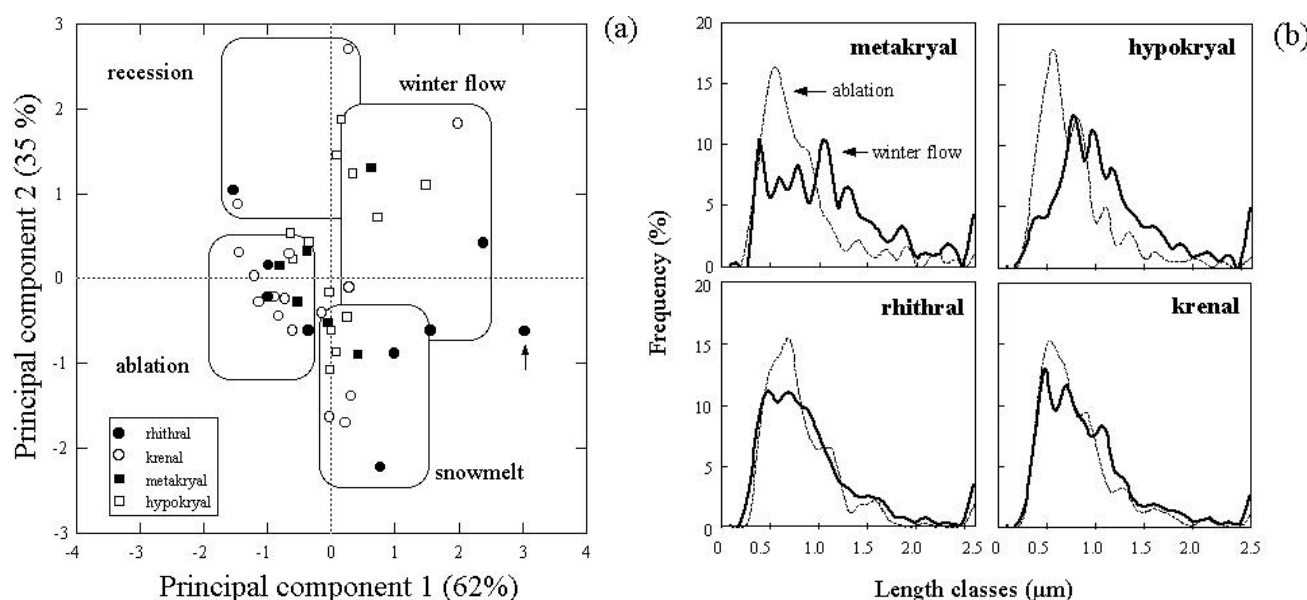 (a)
3
2
1
0
-1
-2
-3
Principal component 2 (35 %)
recession
winter flow
ablation
snowmelt
rhithral
krenal
metakryal
hypokryal
-4 -3 -2 -1 0 1 2 3 4
Principal component 1 (62%)
(b)
20
15
10
5
0
metakryal
ablation
winter flow
hypokryal
Frequency (%)
20
15
10
5
0
rhithral
krenal
0 0.5 1.0 1.5 2.0 2.5
0 0.5 1.0 1.5 2.0 2.5
Length classes (μm)